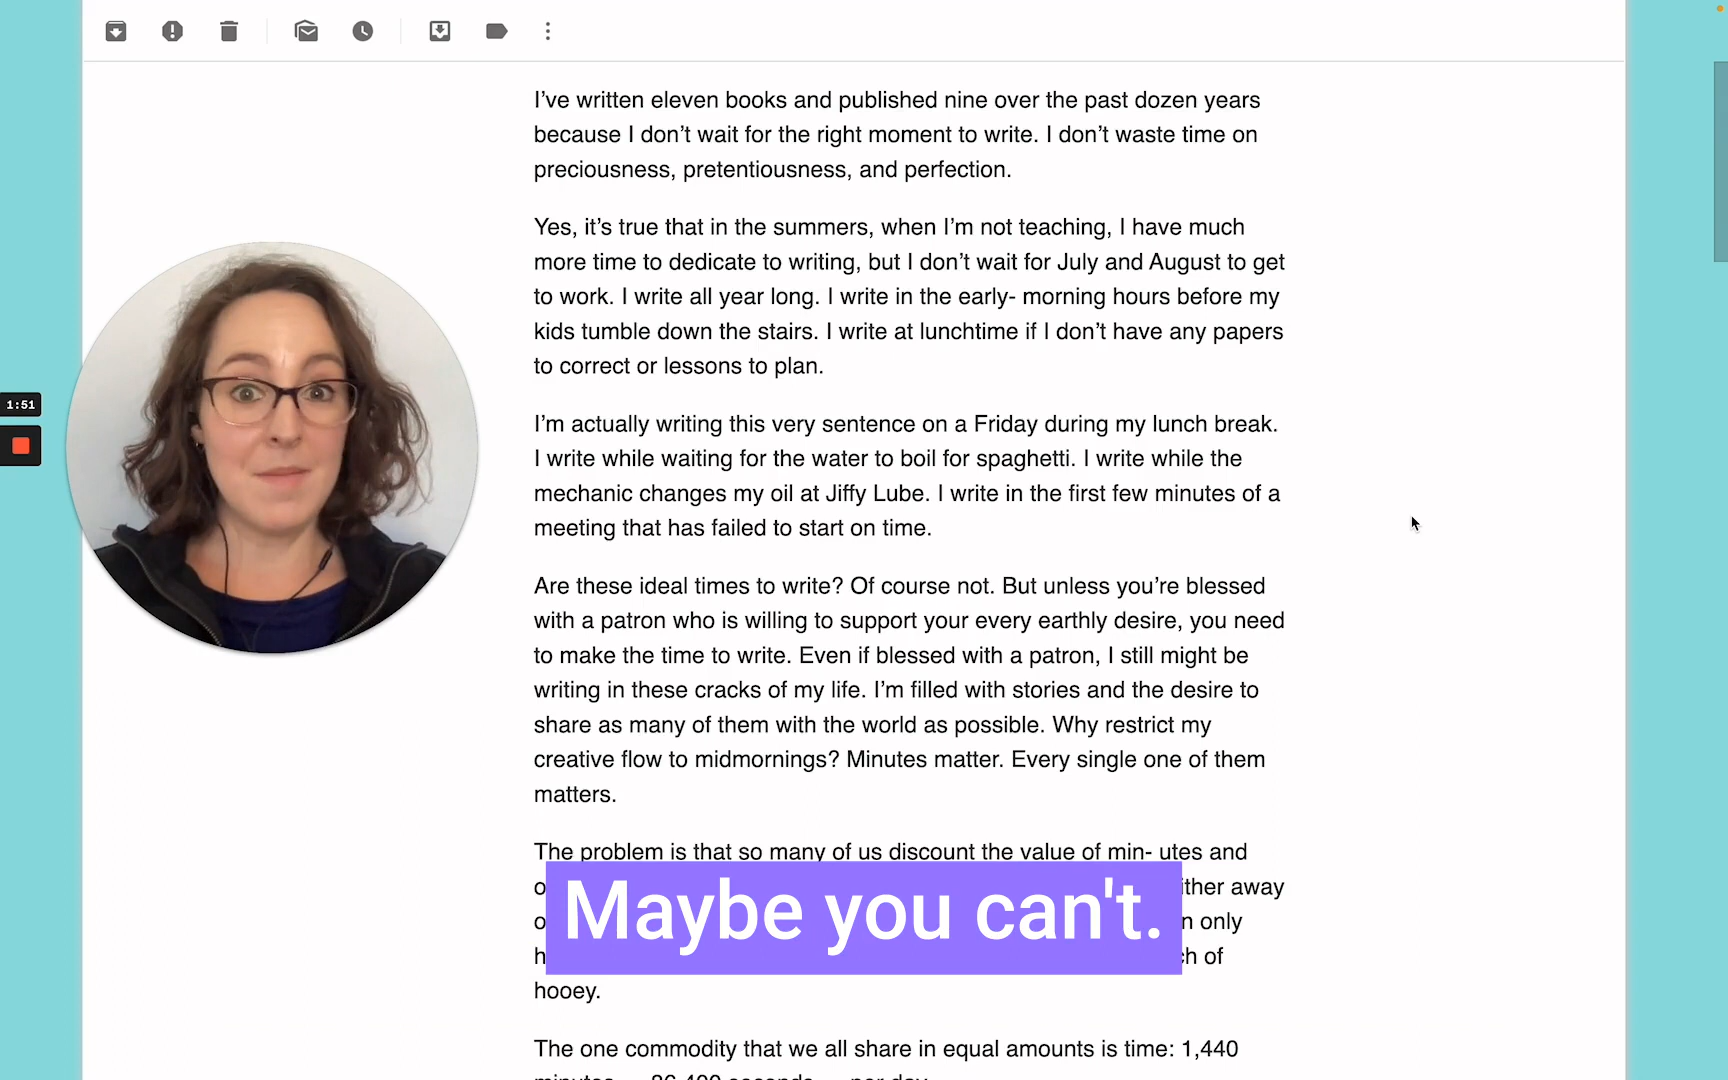 I've written eleven books and published nine over the past dozen years
because I don't wait for the right moment to write. I don't waste time on
preciousness, pretentiousness, and perfection.
Yes, it's true that in the summers, when I'm not teaching, I have much
more time to dedicate to writing, but I don't wait for July and August to get
to work. I write all year long. I write in the early- morning hours before my
kids tumble down the stairs. I write at lunchtime if I don't have any papers
to correct or lessons to plan.
1:51
I'm actually writing this very sentence on a Friday during my lunch break.
I write while waiting for the water to boil for spaghetti. I write while the
mechanic changes my oil at Jiffy Lube. I write in the first few minutes of a
meeting that has failed to start on time.
Are these ideal times to write? Of course not. But unless you're blessed
with a patron who is willing to support your every earthly desire, you need
to make the time to write. Even if blessed with a patron, I still might be
writing in these cracks of my life. I'm filled with stories and the desire to
share as many of them with the world as possible. Why restrict my
creative flow to midmornings? Minutes matter. Every single one of them
matters.
The problem is that so many of us discount the value of min- utes and
away
only
of
hooey.
Maybe you can't.
The one commodity that we all share in equal amounts is time: 1,440
minutes — 86,400 seconds — per day